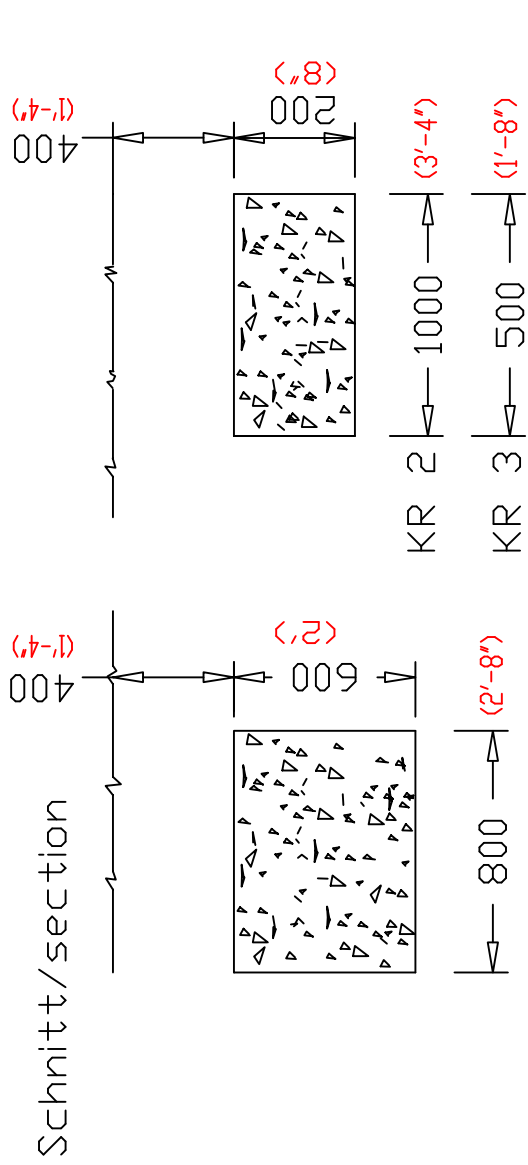 Schnitt/section
400 (1'-4")
600 (2')
800 (2'-8")
400 (1'-4")
200 (8")
KR 2 1000 (3'-4")
KR 3 500 (1'-8")